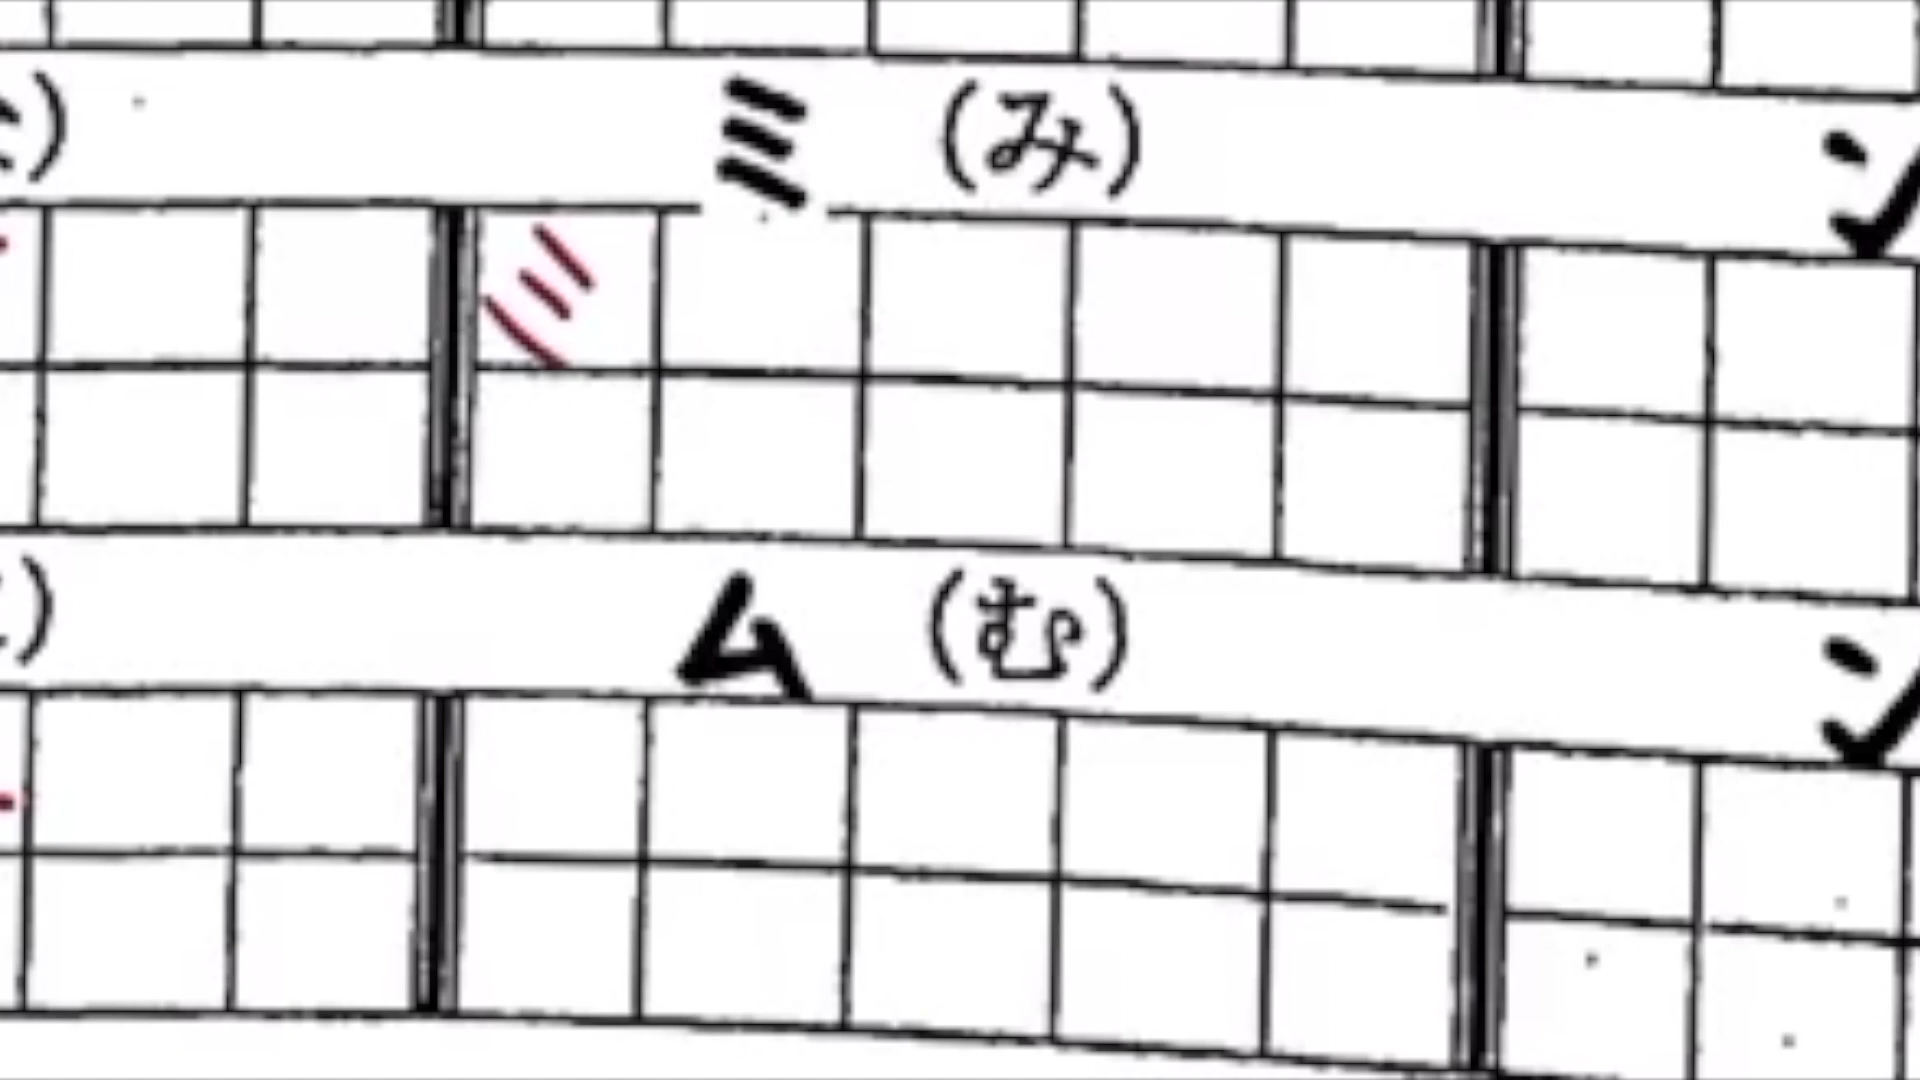 ミ (み)
ミ
ム (む)